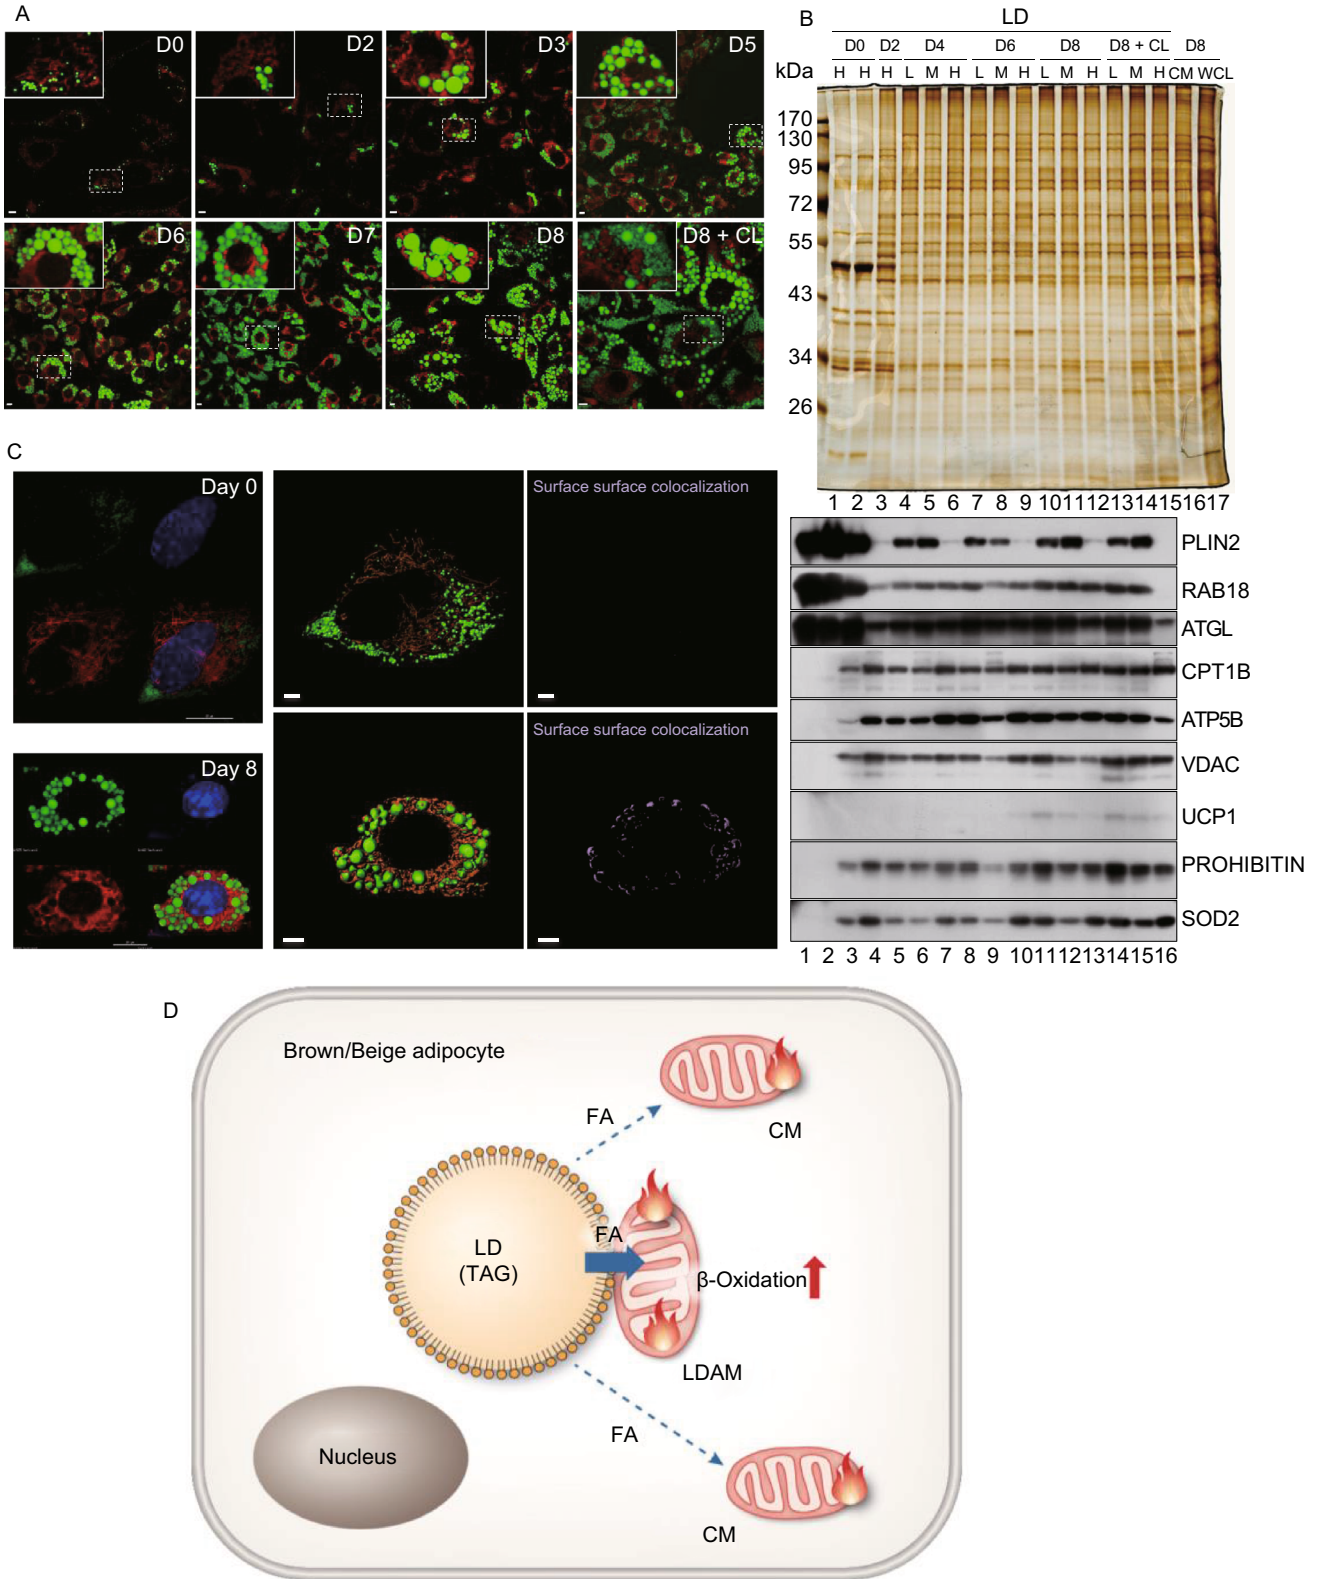 A
D0
D2
D3
D5
D6
D7
D8
D8 + CL
B
LD
D0 D2 D4 D6 D8 D8 + CL D8
kDa H H H L M H L M H L M H L M H CM WCL
170
130
95
72
55
43
34
26
1 2 3 4 5 6 7 8 9 10 11 12 13 14 15 16 17
PLIN2
RAB18
ATGL
CPT1B
ATP5B
VDAC
UCP1
PROHIBITIN
SOD2
1 2 3 4 5 6 7 8 9 10 11 12 13 14 15 16
C
Day 0
Surface surface colocalization
Day 8
Surface surface colocalization
D
Brown/Beige adipocyte
FA
CM
FA
LD
(TAG)
β-Oxidation
LDAM
FA
Nucleus
CM